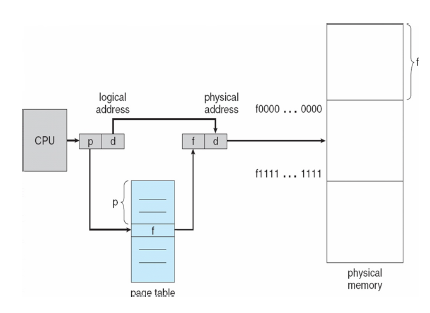 logical
address
physical
address
f0000 ... 0000
f
CPU
p
d
f
d
f1111 ... 1111
p
f
page table
physical
memory